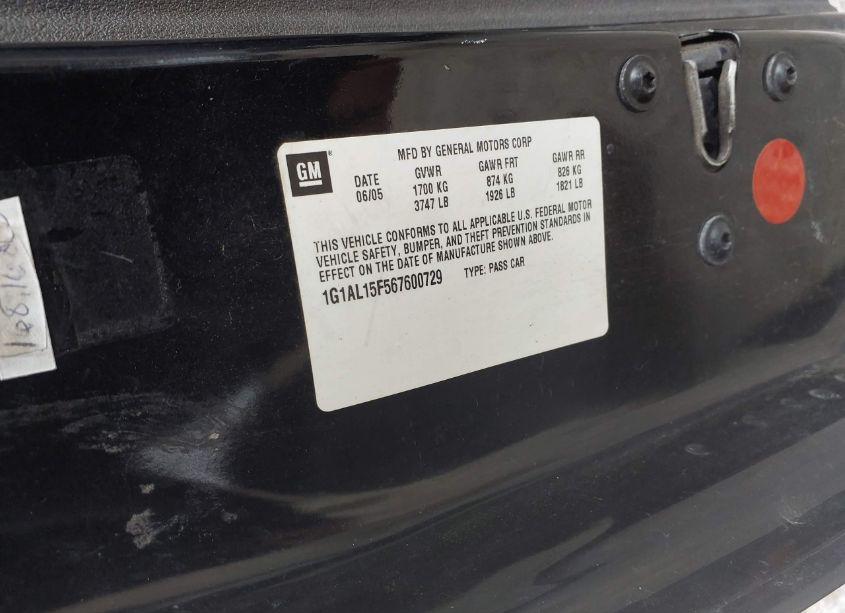 GM
MFD BY GENERAL MOTORS CORP
DATE GVWR GAWR FRT GAWR RR
06/05 1700 KG 874 KG 826 KG
3747 LB 1926 LB 1821 LB
THIS VEHICLE CONFORMS TO ALL APPLICABLE U.S. FEDERAL MOTOR
VEHICLE SAFETY, BUMPER, AND THEFT PREVENTION STANDARDS IN
EFFECT ON THE DATE OF MANUFACTURE SHOWN ABOVE.
1G1AL15F567600729 TYPE: PASS CAR